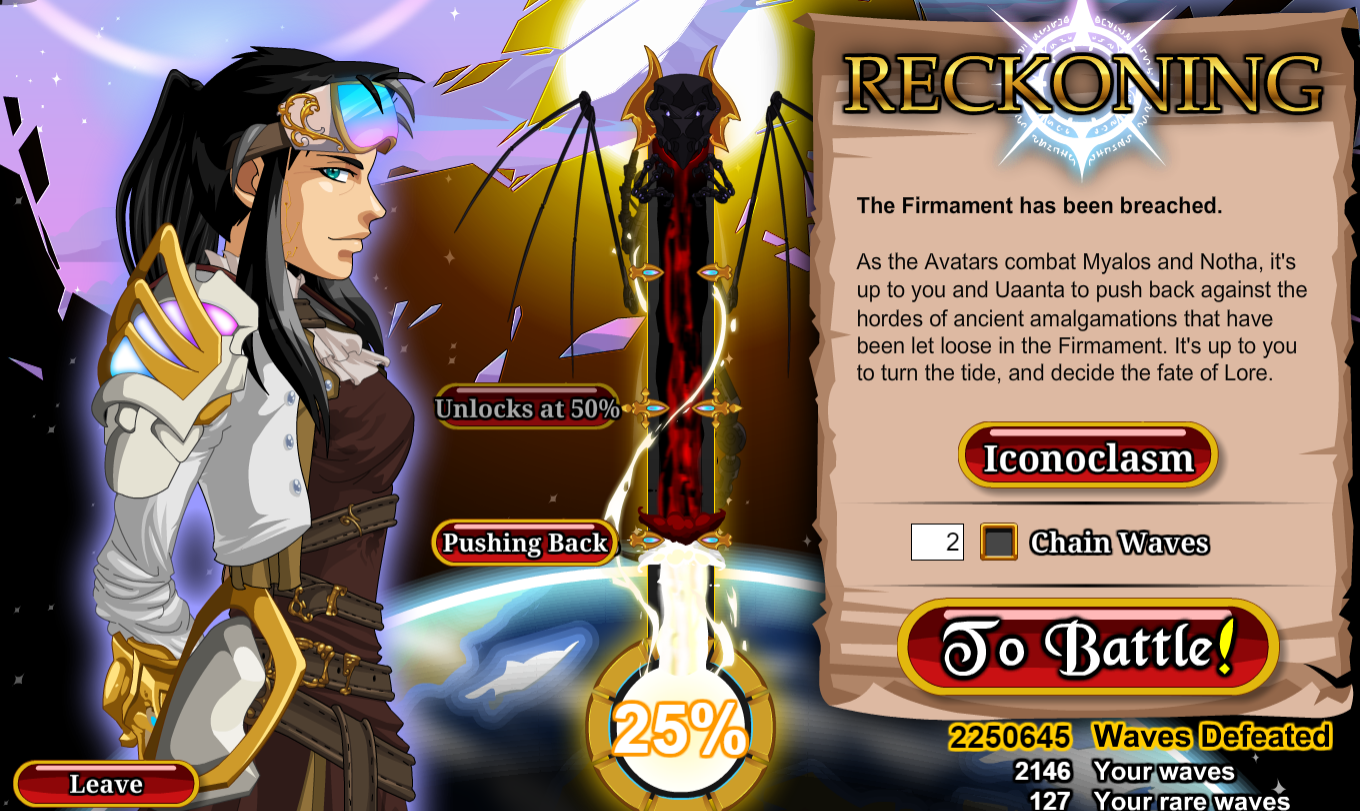 RECKONING
The Firmament has been breached.
As the Avatars combat Myalos and Notha, it's
up to you and Uaanta to push back against the
hordes of ancient amalgamations that have
been let loose in the Firmament. It's up to you
to turn the tide, and decide the fate of Lore.
Unlocks at 50%
Iconoclasm
Pushing Back
2 Chain Waves
To Battle!
25%
2250645 Waves Defeated
2146 Your waves
127 Your rare waves
Leave